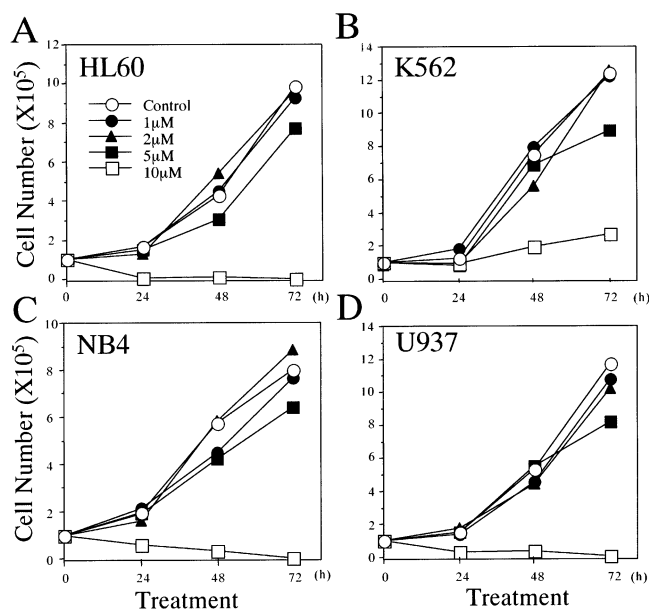 A
HL60
Cell Number (X10⁵)
12
10
8
6
4
2
0
Control
1μM
2μM
5μM
10μM
0 24 48 72 (h)
B
K562
14
12
10
8
6
4
2
0
0 24 48 72 (h)
C
NB4
Cell Number (X10⁵)
10
8
6
4
2
0
0 24 48 72 (h)
Treatment
D
U937
14
12
10
8
6
4
2
0
0 24 48 72 (h)
Treatment